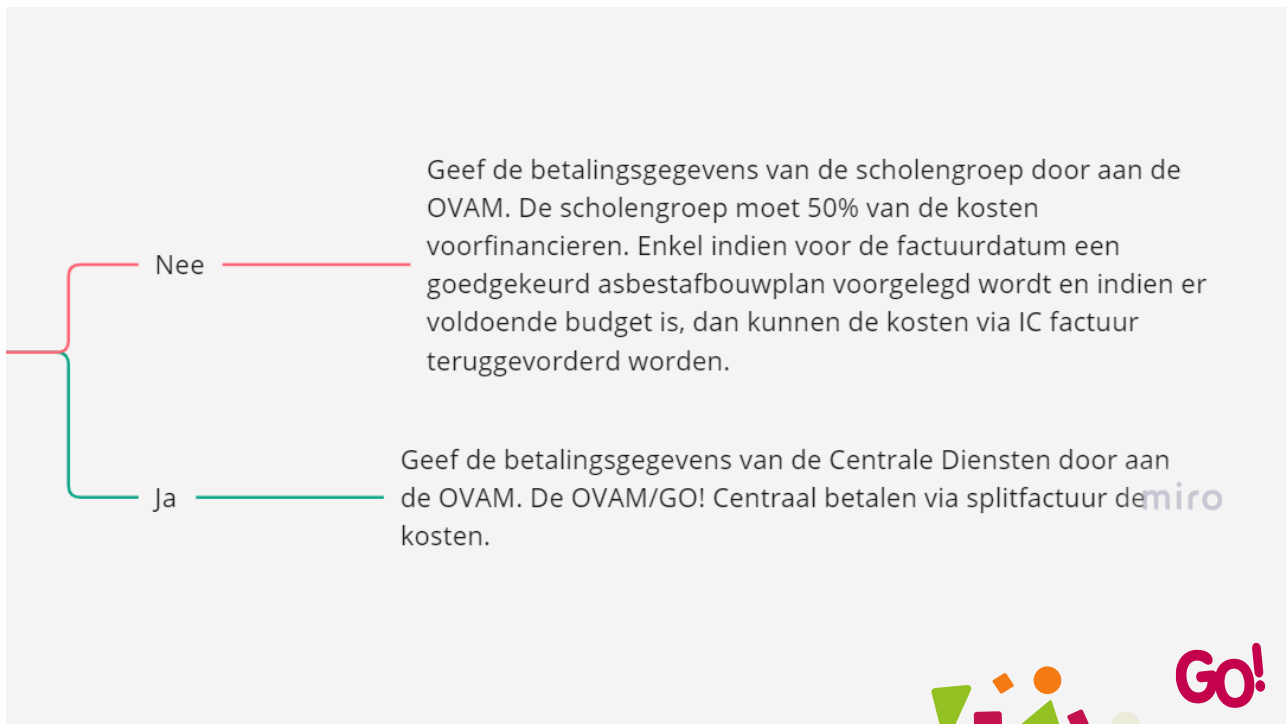 Nee
Geef de betalingsgegevens van de scholengroep door aan de
OVAM. De scholengroep moet 50% van de kosten
voorfinancieren. Enkel indien voor de factuurdatum een
goedgekeurd asbestafbouwplan voorgelegd wordt en indien er
voldoende budget is, dan kunnen de kosten via IC factuur
teruggevorderd worden.
Ja
Geef de betalingsgegevens van de Centrale Diensten door aan
de OVAM. De OVAM/GO! Centraal betalen via splitfactuur de
kosten.
miro
GO!